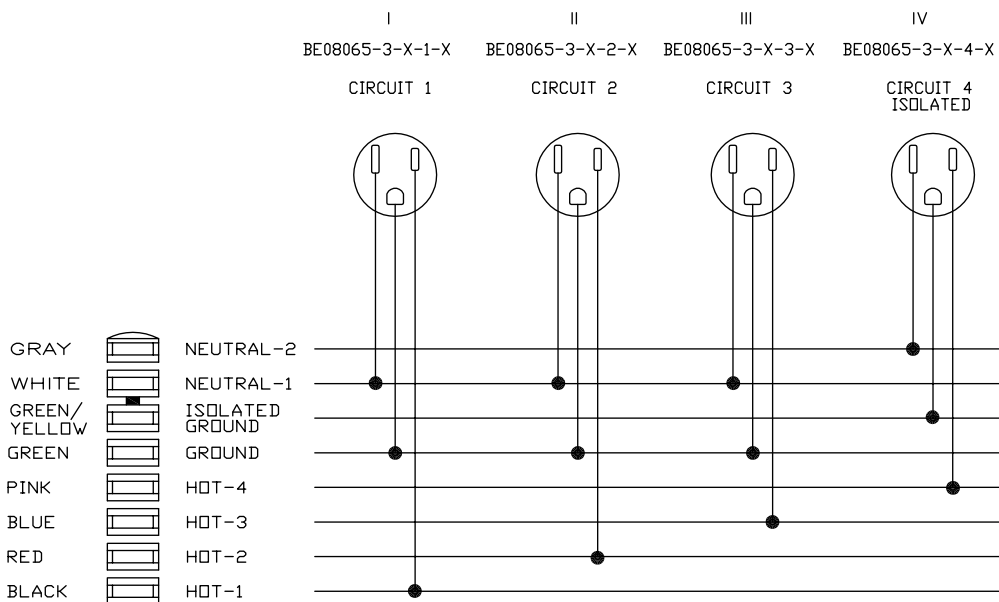 I II III IV
BE08065-3-X-1-X BE08065-3-X-2-X BE08065-3-X-3-X BE08065-3-X-4-X
CIRCUIT 1 CIRCUIT 2 CIRCUIT 3 CIRCUIT 4
ISOLATED
GRAY NEUTRAL-2
WHITE NEUTRAL-1
GREEN/ ISOLATED
YELLOW GROUND
GREEN GROUND
PINK HOT-4
BLUE HOT-3
RED HOT-2
BLACK HOT-1